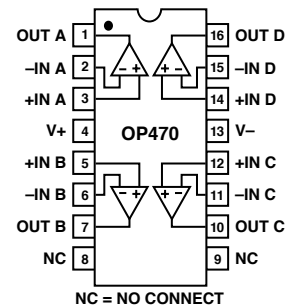 OUT A 1 16 OUT D
–IN A 2 – + + – 15 –IN D
+IN A 3 14 +IN D
V+ 4 OP470 13 V–
+IN B 5 12 +IN C
–IN B 6 – + + – 11 –IN C
OUT B 7 10 OUT C
NC 8 9 NC
NC = NO CONNECT